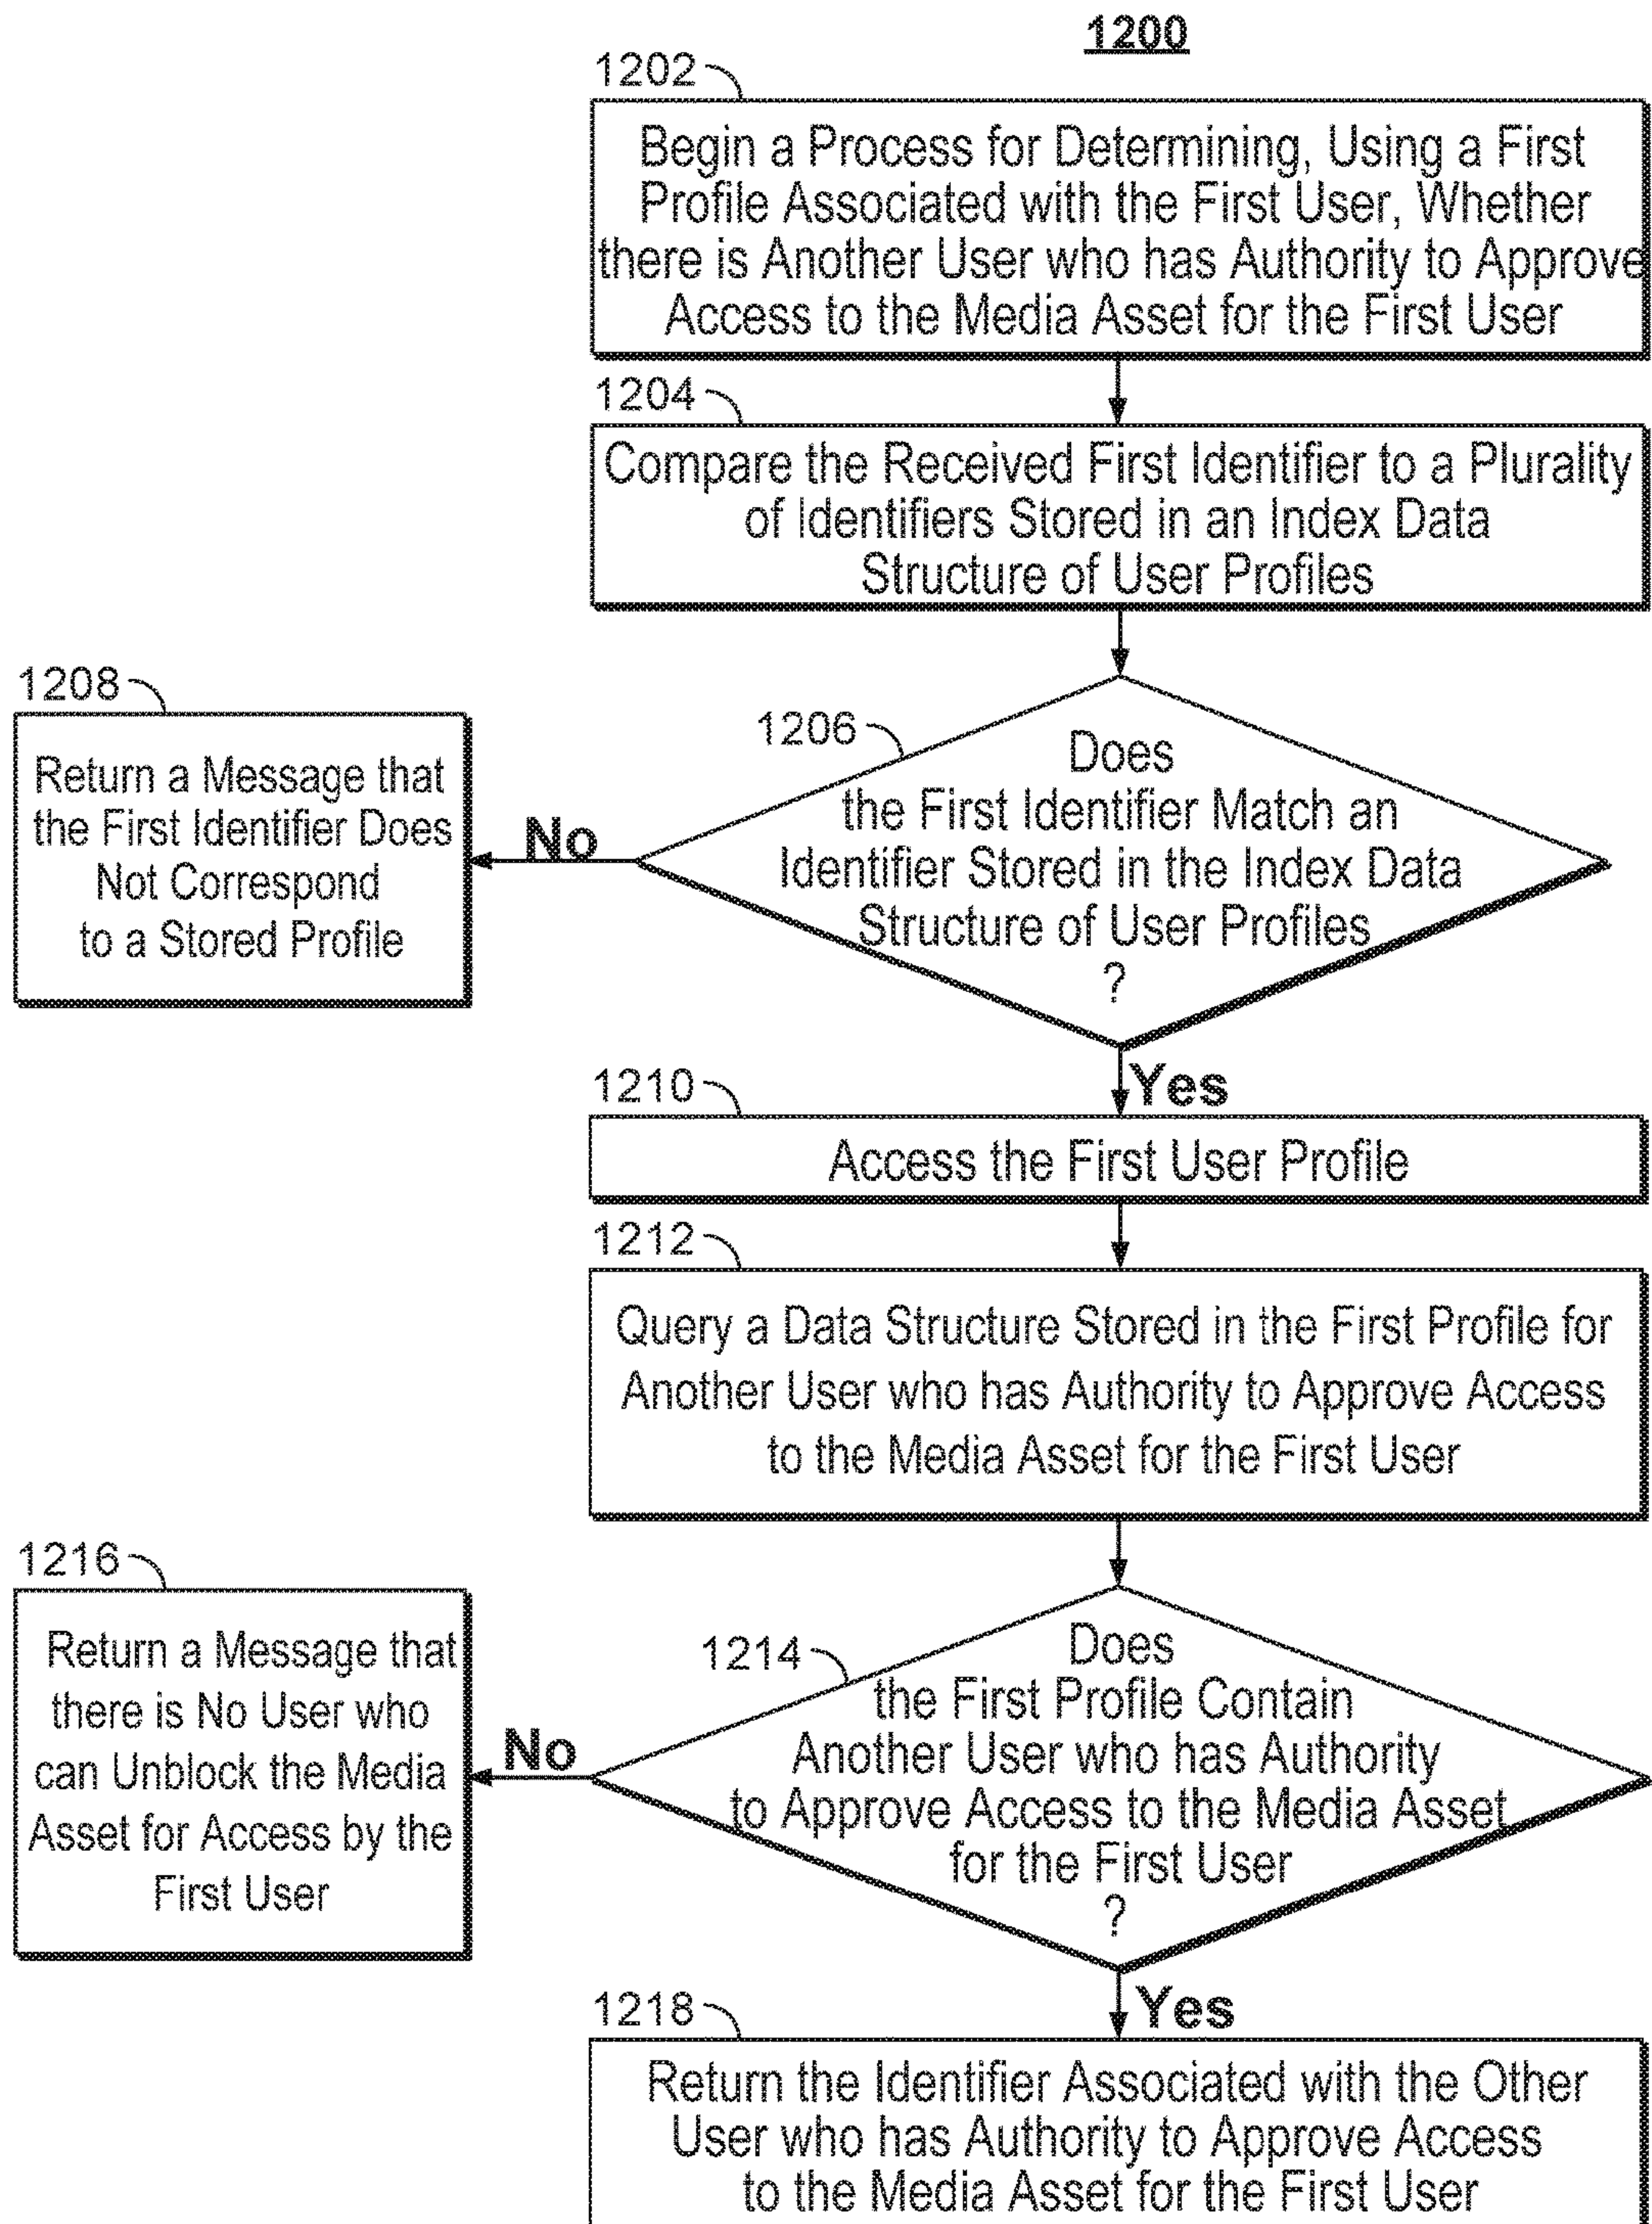 1200
1202
Begin a Process for Determining, Using a First
Profile Associated with the First User, Whether
there is Another User who has Authority to Approve
Access to the Media Asset for the First User
1204
Compare the Received First Identifier to a Plurality
of Identifiers Stored in an Index Data
Structure of User Profiles
1206
Does
the First Identifier Match an
Identifier Stored in the Index Data
Structure of User Profiles
?
No
1208
Return a Message that
the First Identifier Does
Not Correspond
to a Stored Profile
Yes
1210
Access the First User Profile
1212
Query a Data Structure Stored in the First Profile for
Another User who has Authority to Approve Access
to the Media Asset for the First User
1214
Does
the First Profile Contain
Another User who has Authority
to Approve Access to the Media Asset
for the First User
?
No
1216
Return a Message that
there is No User who
can Unblock the Media
Asset for Access by the
First User
Yes
1218
Return the Identifier Associated with the Other
User who has Authority to Approve Access
to the Media Asset for the First User